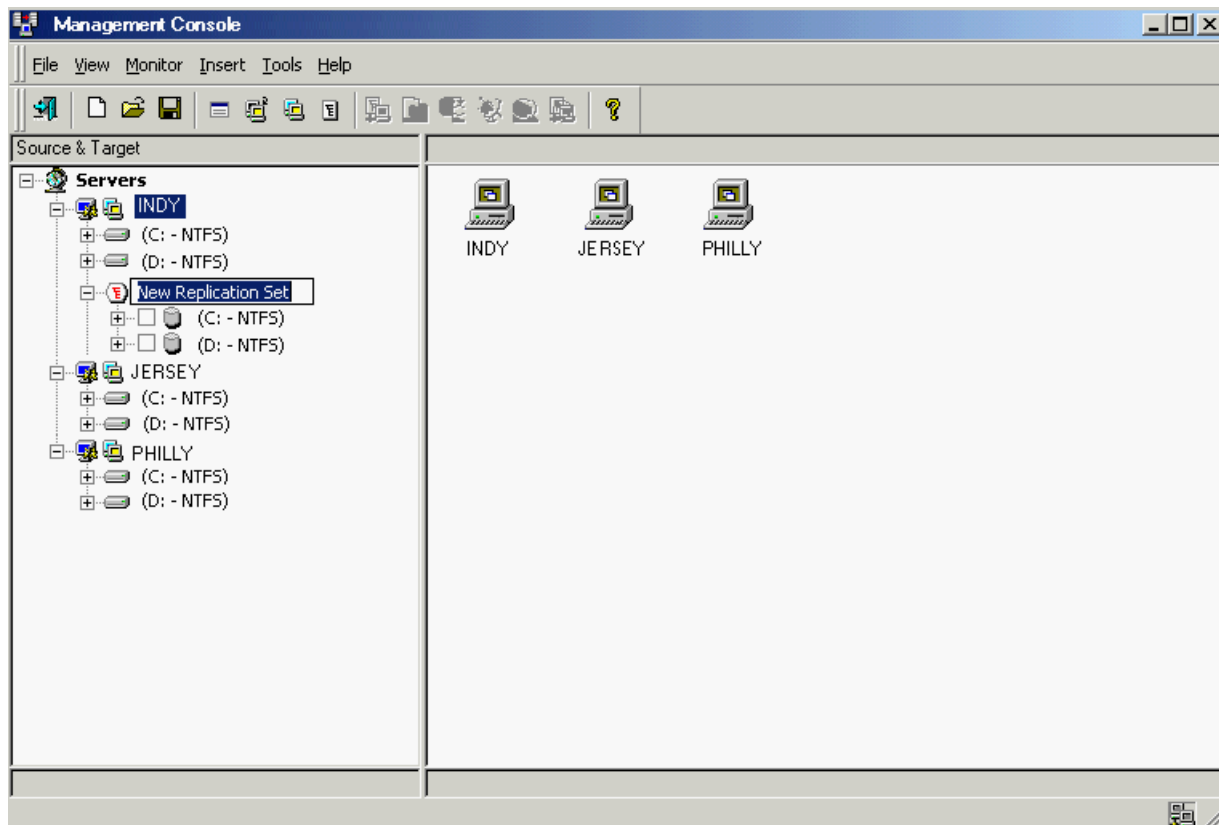 Management Console
File View Monitor Insert Tools Help
Source & Target
Servers
INDY
(C: - NTFS)
(D: - NTFS)
New Replication Set
(C: - NTFS)
(D: - NTFS)
JERSEY
(C: - NTFS)
(D: - NTFS)
PHILLY
(C: - NTFS)
(D: - NTFS)
INDY JERSEY PHILLY